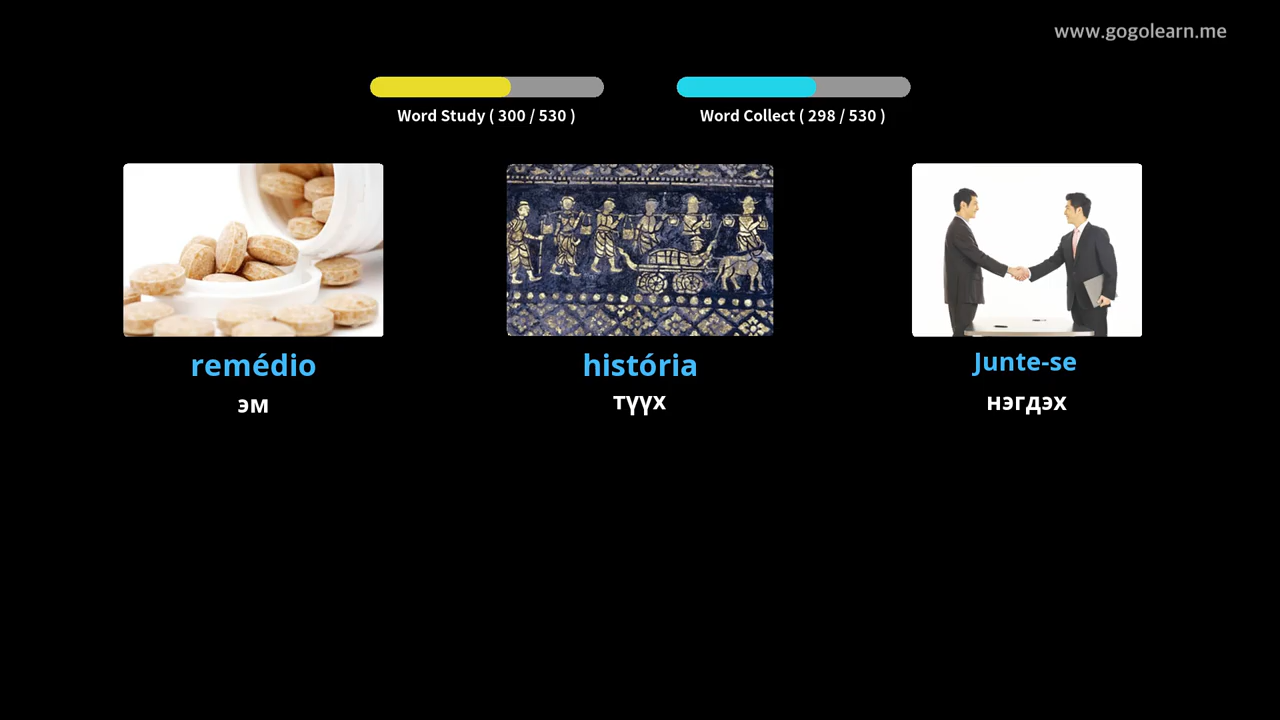 www.gogolearn.me
Word Study ( 300 / 530 )
Word Collect ( 298 / 530 )
remédio
história
Junte-se
эм
түүх
нэгдэх